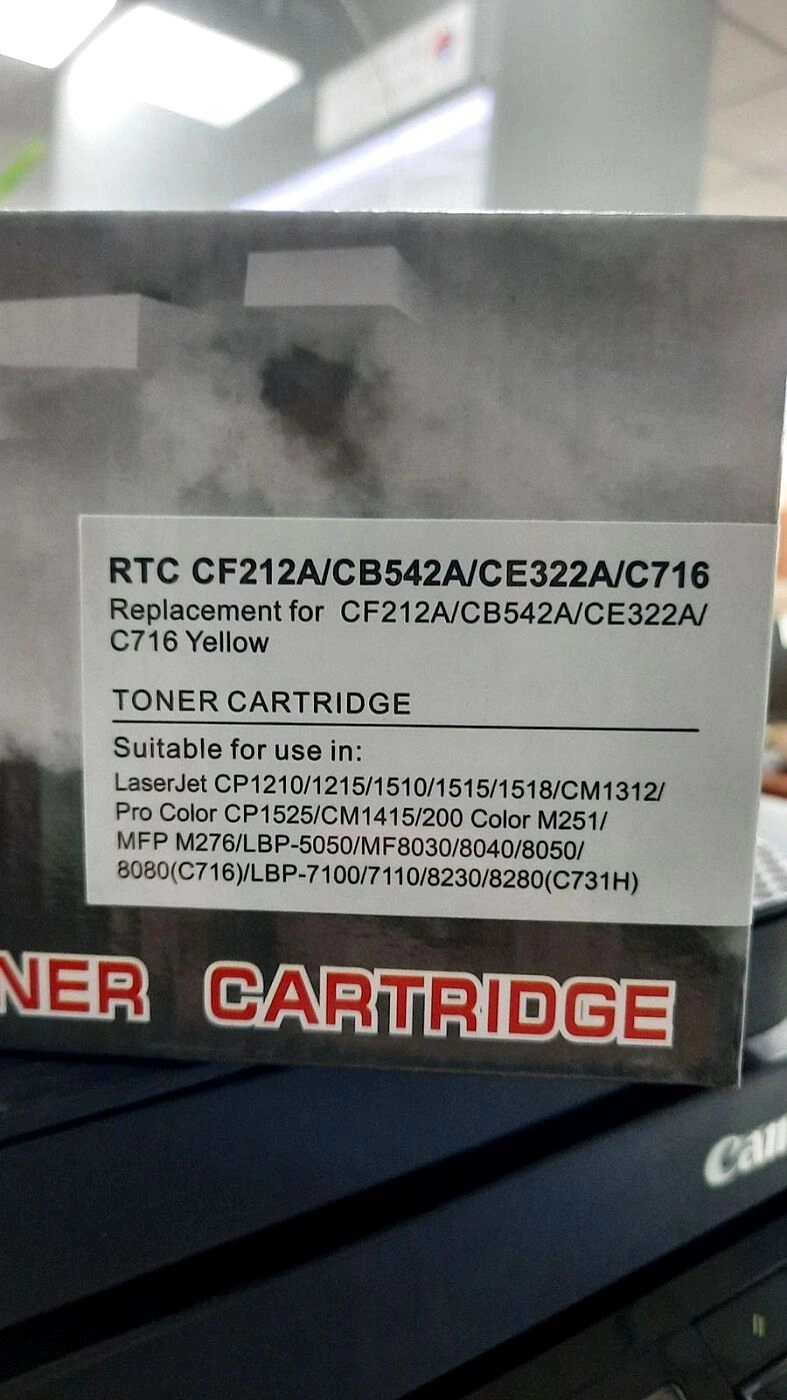 RTC CF212A/CB542A/CE322A/C716
Replacement for CF212A/CB542A/CE322A/
C716 Yellow
TONER CARTRIDGE
Suitable for use in:
LaserJet CP1210/1215/1510/1515/1518/CM1312/
Pro Color CP1525/CM1415/200 Color M251/
MFP M276/LBP-5050/MF8030/8040/8050/
8080(C716)/LBP-7100/7110/8230/8280(C731H)
NER CARTRIDGE
Can